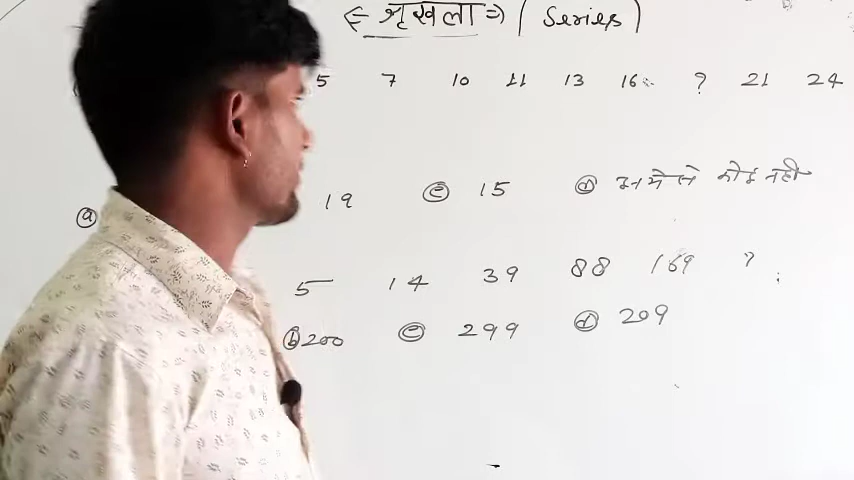 ⇐ श्रृखला ⇒ ( Series )
5 7 10 11 13 16 ? 21 24
ⓐ 19 ⓒ 15 ⓓ इनमेसे कोई नही
5 14 39 88 169 ?
ⓑ 200 ⓒ 299 ⓓ 209